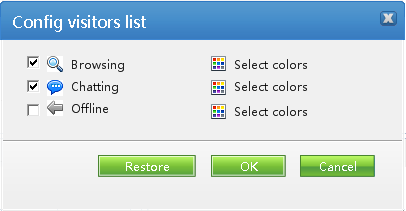 Config visitors list
Browsing Select colors
Chatting Select colors
Offline Select colors
Restore OK Cancel